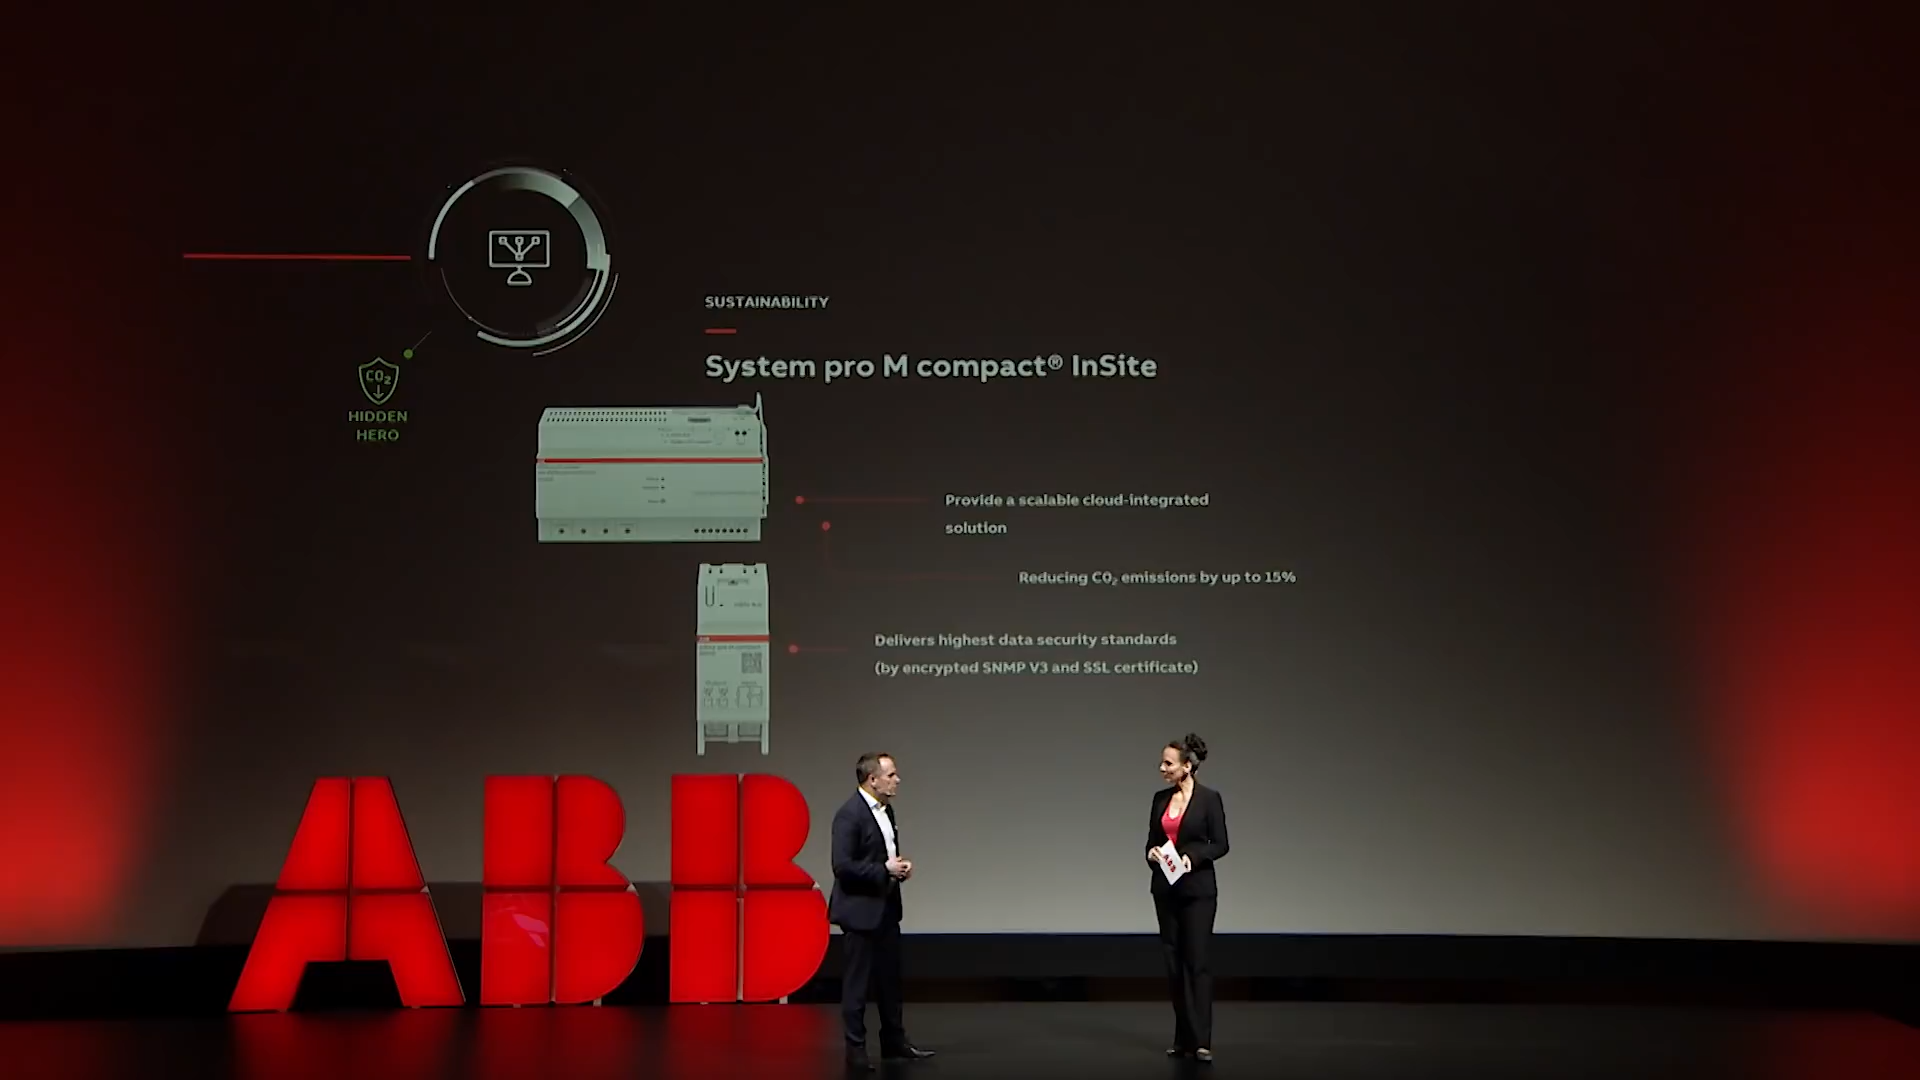 SUSTAINABILITY
System pro M compact® InSite
CO₂
HIDDEN
HERO
Provide a scalable cloud-integrated
solution
Reducing CO₂ emissions by up to 15%
Delivers highest data security standards
(by encrypted SNMP V3 and SSL certificate)
ABB
ABB